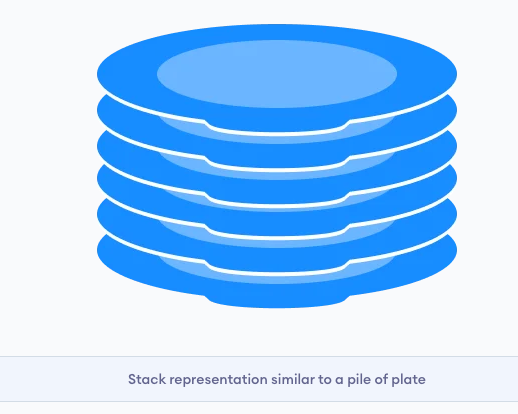 Stack representation similar to a pile of plate